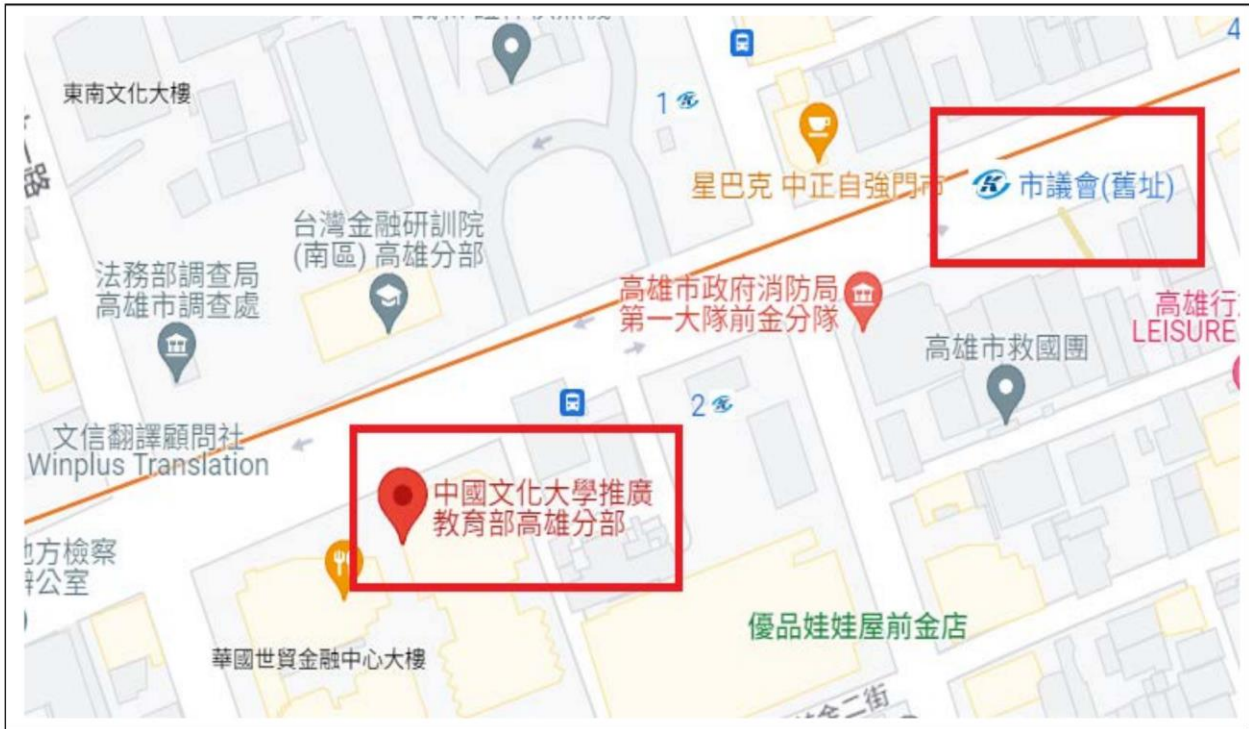 4
東南文化大樓
1
星巴克 中正自強門市
市議會(舊址)
台灣金融研訓院
(南區) 高雄分部
法務部調查局
高雄市調查處
高雄市政府消防局
第一大隊前金分隊
高雄行
LEISURE
高雄市救國團
2
文信翻譯顧問社
Winplus Translation
中國文化大學推廣
教育部高雄分部
地方檢察
辦公室
優品娃娃屋前金店
華國世貿金融中心大樓
金二街